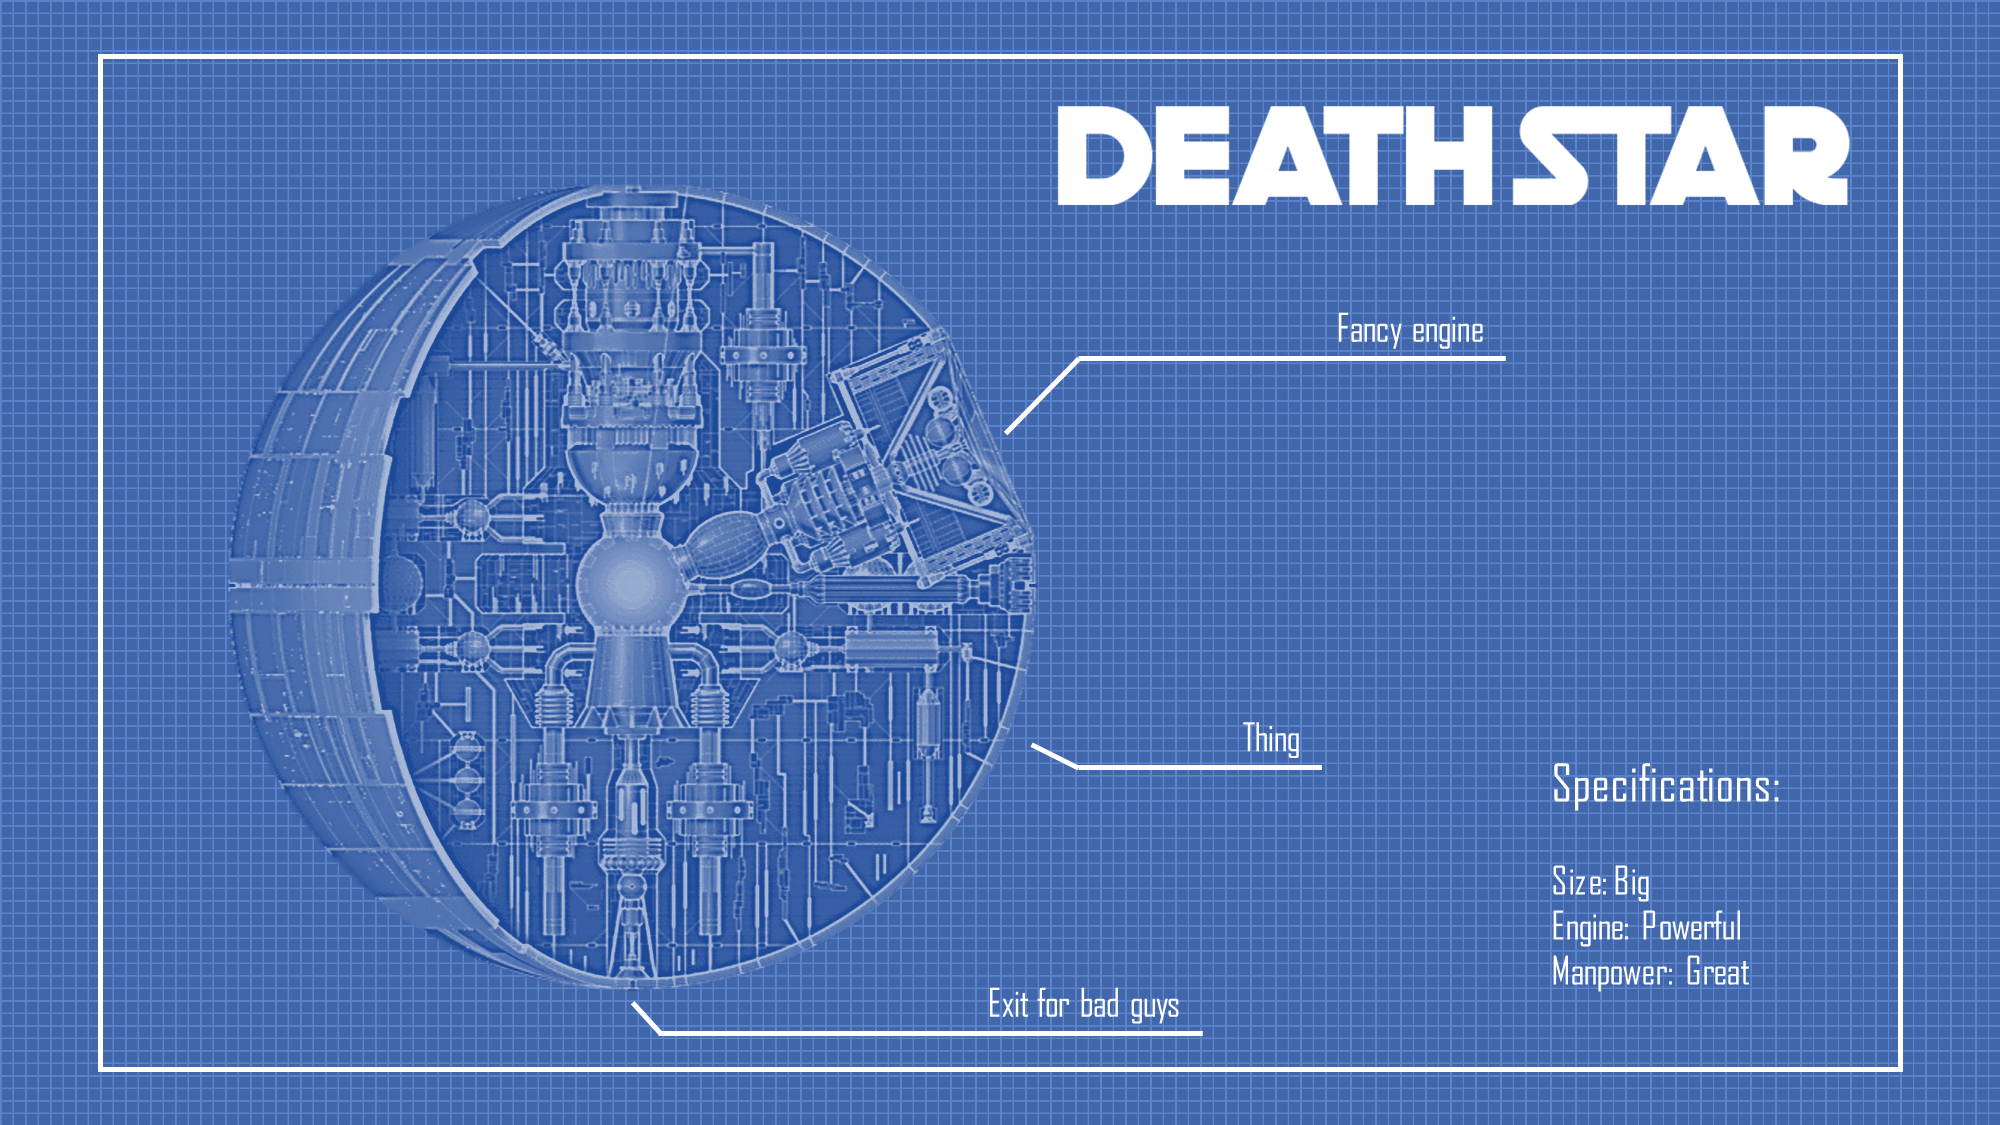 DEATH STAR
Fancy engine
Thing
Specifications:
Size: Big
Engine: Powerful
Manpower: Great
Exit for bad guys